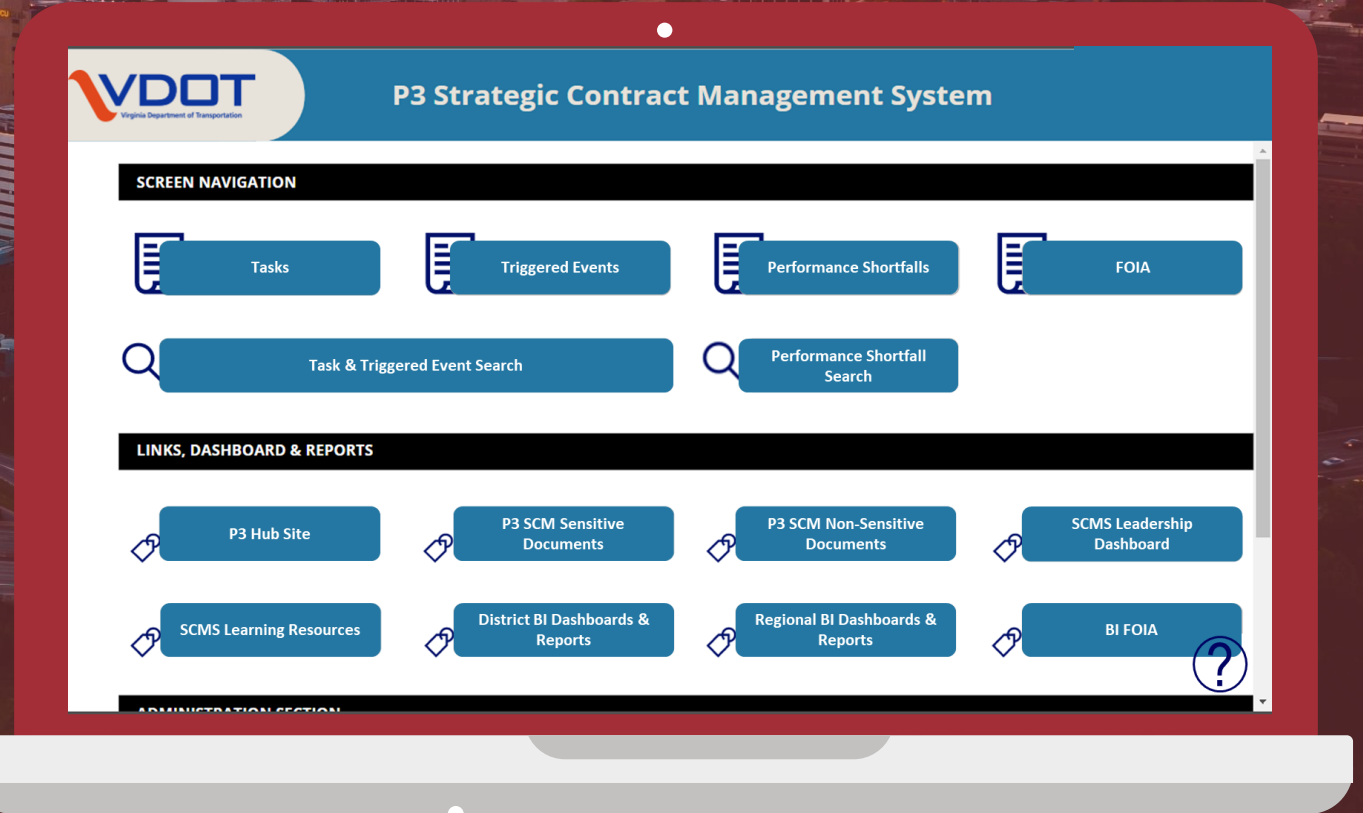 VDOT
Virginia Department of Transportation
P3 Strategic Contract Management System
SCREEN NAVIGATION
Tasks
Triggered Events
Performance Shortfalls
FOIA
Task & Triggered Event Search
Performance Shortfall
Search
LINKS, DASHBOARD & REPORTS
P3 Hub Site
P3 SCM Sensitive
Documents
P3 SCM Non-Sensitive
Documents
SCMS Leadership
Dashboard
SCMS Learning Resources
District BI Dashboards &
Reports
Regional BI Dashboards &
Reports
BI FOIA
?
ADMINISTRATION SECTION